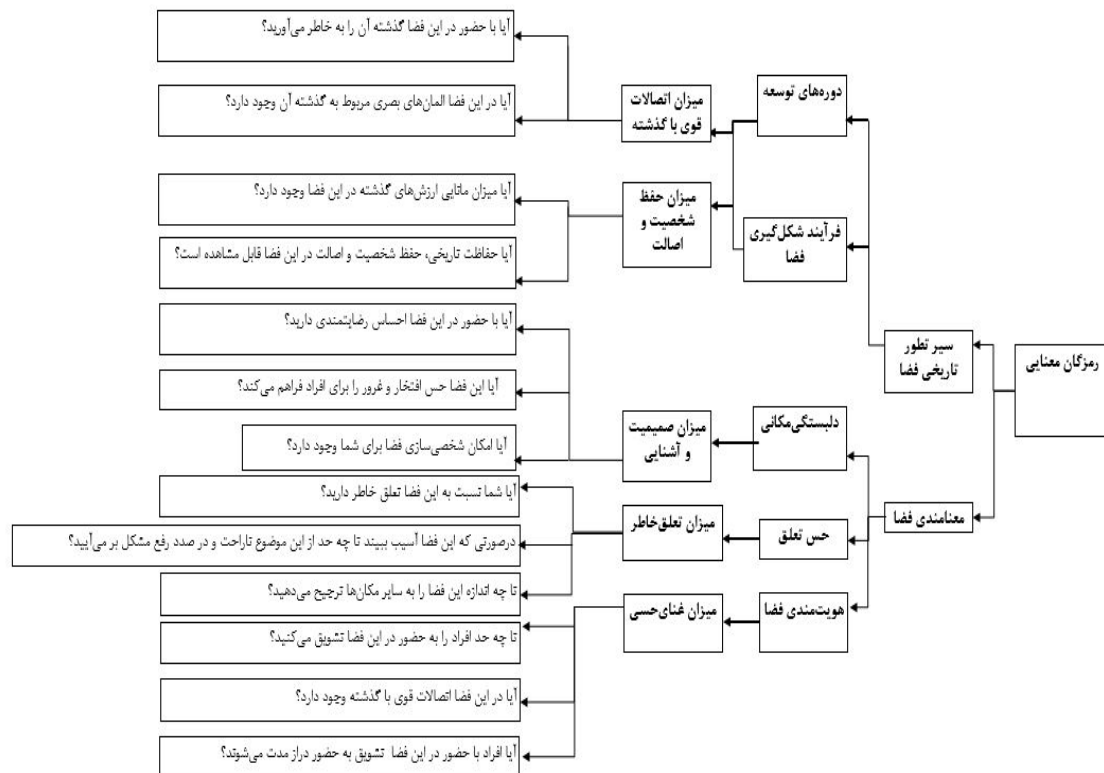 رمزگان معنایی
سیر تطور
تاریخی فضا
معنامندی فضا
دوره‌های توسعه
فرآیند شکل‌گیری
فضا
دلبستگی‌مکانی
حس تعلق
هویت‌مندی فضا
میزان اتصالات
قوی با گذشته
میزان حفظ
شخصیت و
اصالت
میزان صمیمیت
و آشنایی
میزان تعلق‌خاطر
میزان غنای‌حسی
آیا با حضور در این فضا گذشته آن را به خاطر می‌آورید؟
آیا در این فضا المان‌های بصری مربوط به گذشته آن وجود دارد؟
آیا میزان مانایی ارزش‌های گذشته در این فضا وجود دارد؟
آیا حفاظت تاریخی، حفظ شخصیت و اصالت در این فضا قابل مشاهده است؟
آیا با حضور در این فضا احساس رضایتمندی دارید؟
آیا این فضا حس افتخار و غرور را برای افراد فراهم می‌کند؟
آیا امکان شخصی‌سازی فضا برای شما وجود دارد؟
آیا شما نسبت به این فضا تعلق خاطر دارید؟
درصورتی که این فضا آسیب ببیند تا چه حد از این موضوع ناراحت و در صدد رفع مشکل بر می‌آیید؟
تا چه اندازه این فضا را به سایر مکان‌ها ترجیح می‌دهید؟
تا چه حد افراد را به حضور در این فضا تشویق می‌کنید؟
آیا در این فضا اتصالات قوی با گذشته وجود دارد؟
آیا افراد با حضور در این فضا تشویق به حضور دراز مدت می‌شوند؟